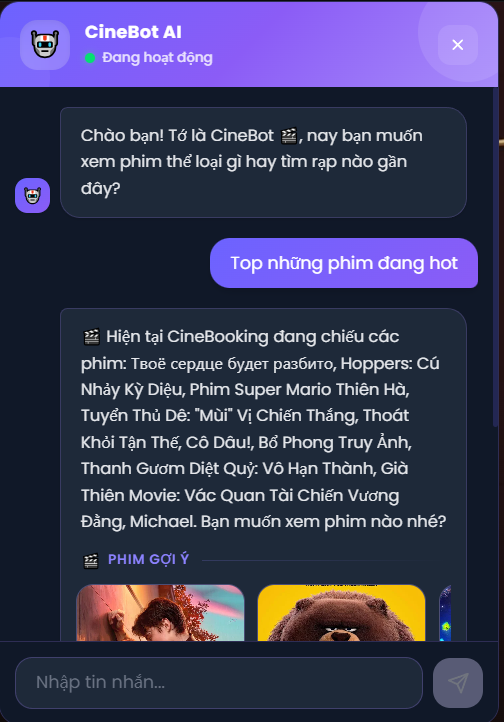 CineBot AI
Đang hoạt động
Chào bạn! Tớ là CineBot 🎬, nay bạn muốn
xem phim thể loại gì hay tìm rạp nào gần
đây?
Top những phim đang hot
🎬 Hiện tại CineBooking đang chiếu các
phim: Твоё сердце будет разбито, Hoppers: Cú
Nhảy Kỳ Diệu, Phim Super Mario Thiên Hà,
Tuyển Thủ Dê: "Mùi" Vị Chiến Thắng, Thoát
Khỏi Tận Thế, Cô Dâu!, Bổ Phong Truy Ảnh,
Thanh Gươm Diệt Quỷ: Vô Hạn Thành, Già
Thiên Movie: Vác Quan Tài Chiến Vương
Đằng, Michael. Bạn muốn xem phim nào nhé?
🎬 PHIM GỢI Ý
Nhập tin nhắn...